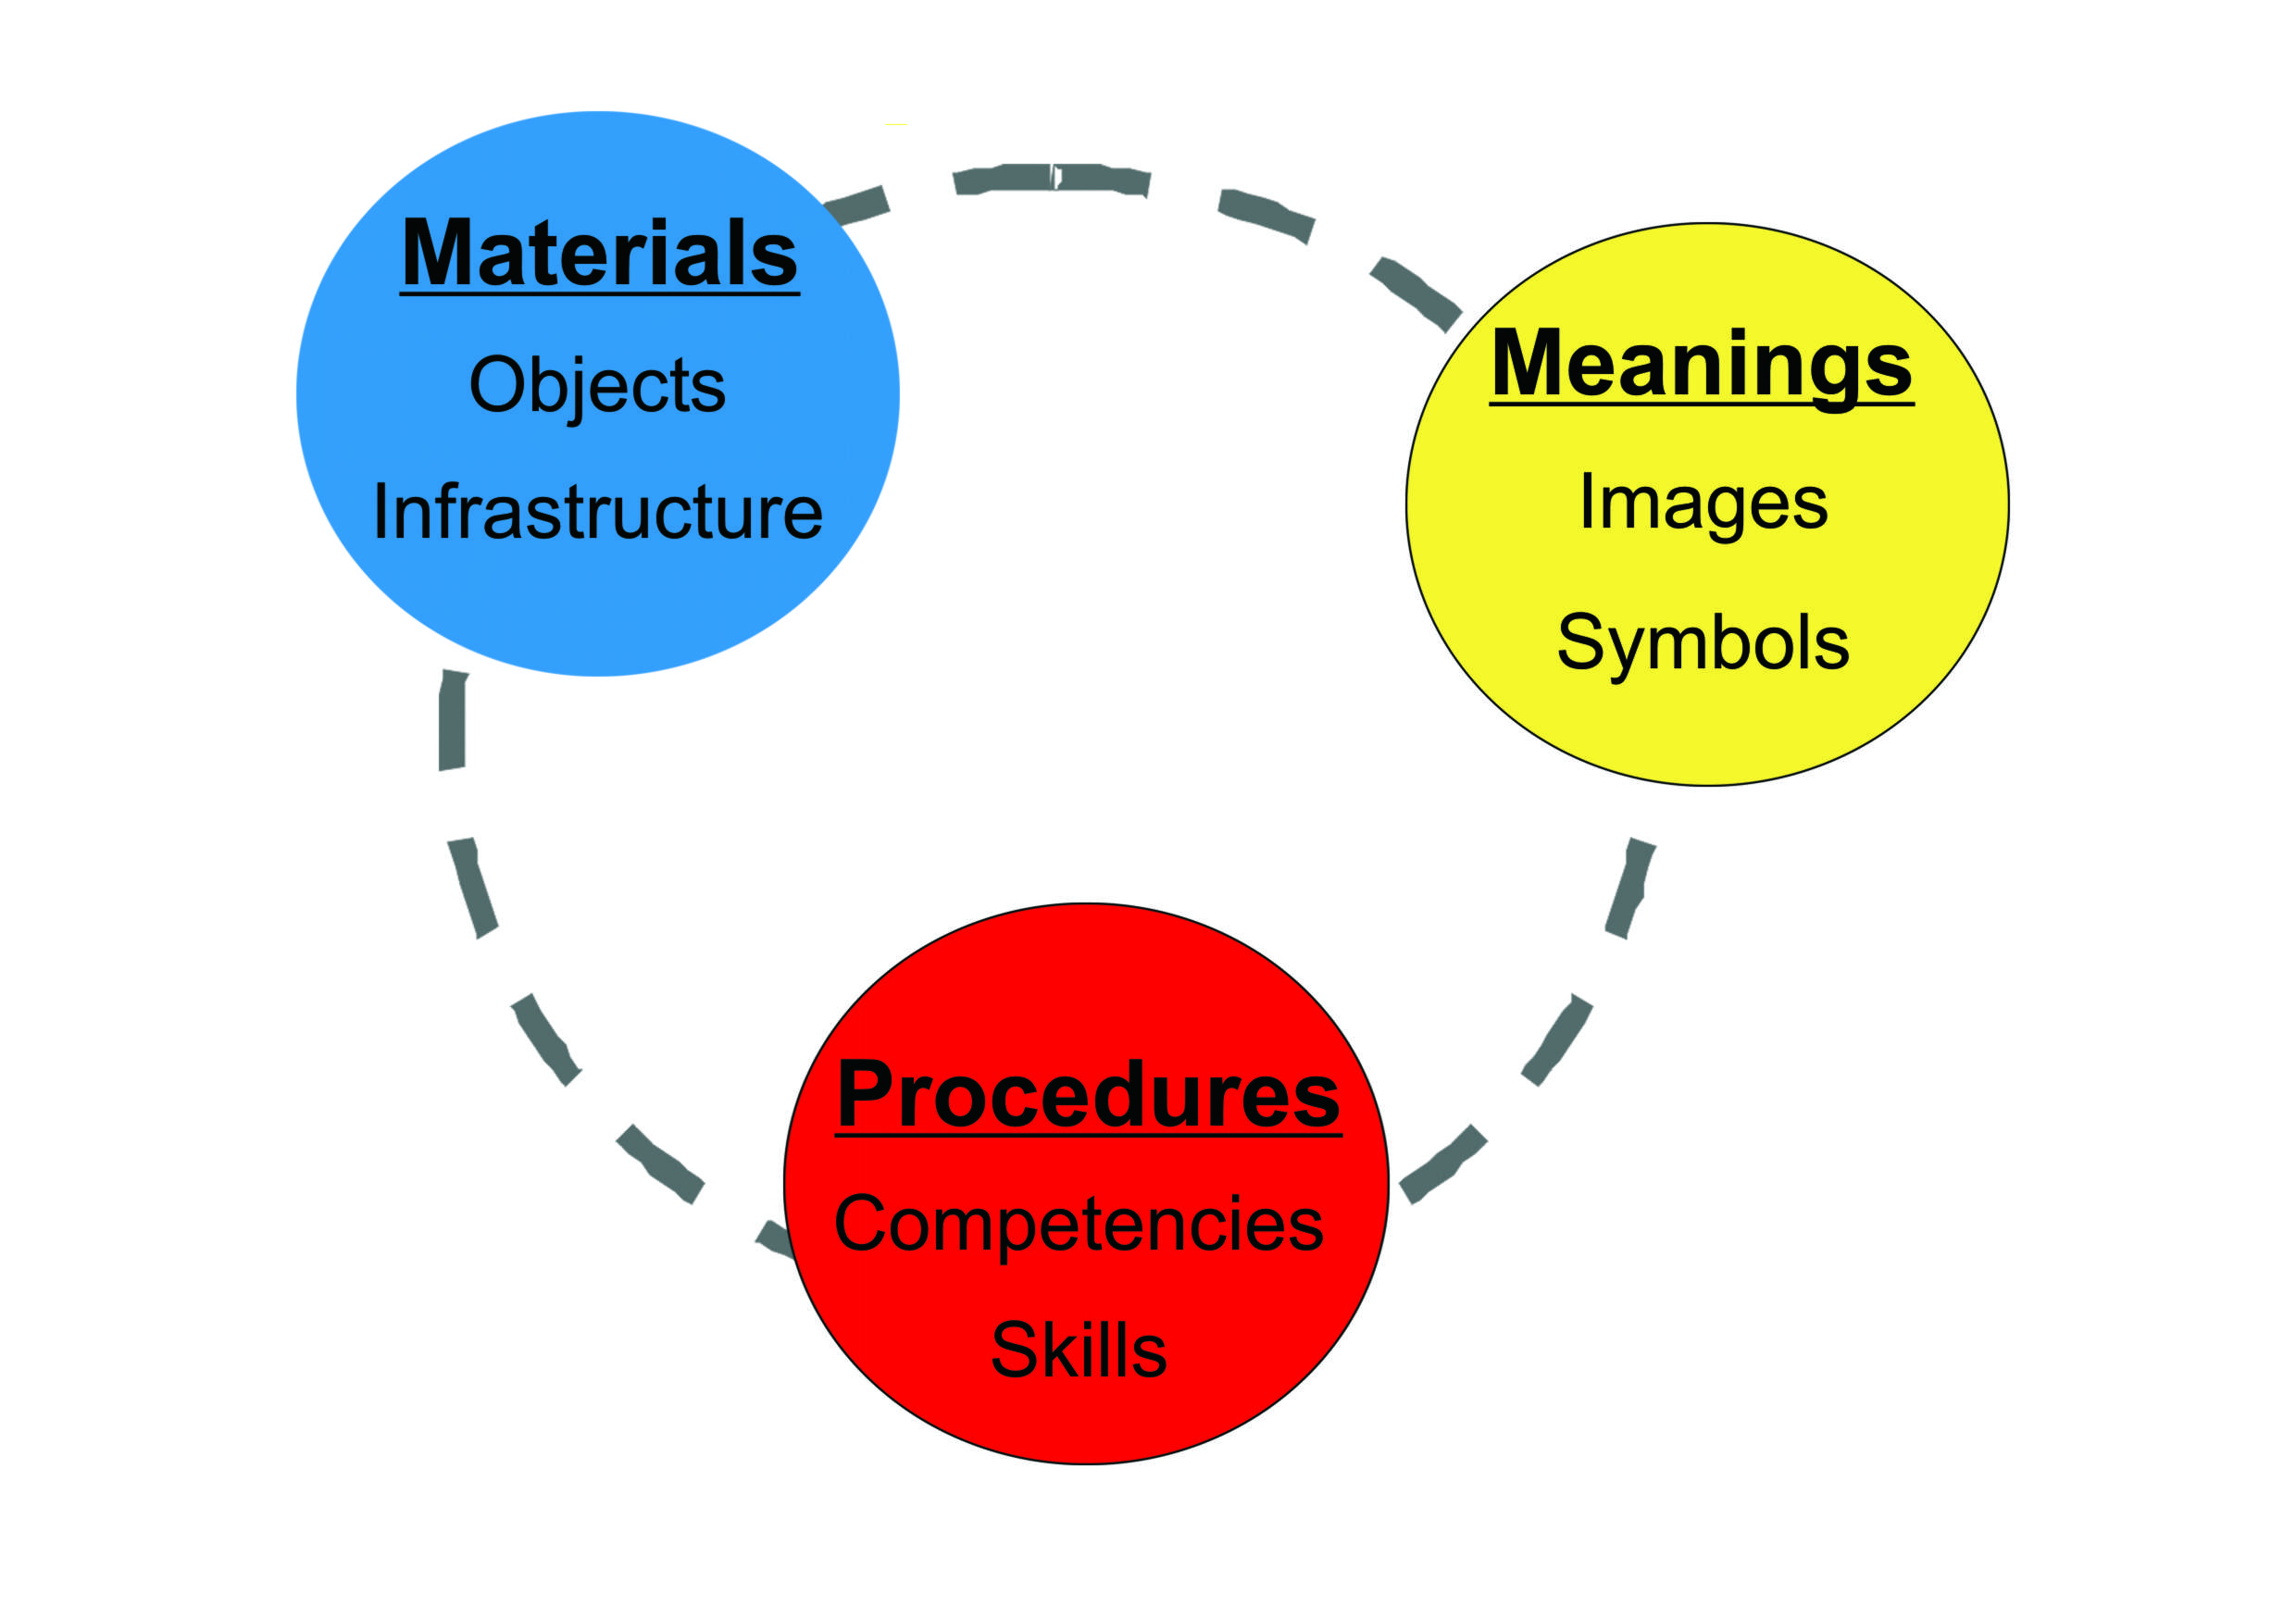 Materials
Objects
Infrastructure
Meanings
Images
Symbols
Procedures
Competencies
Skills